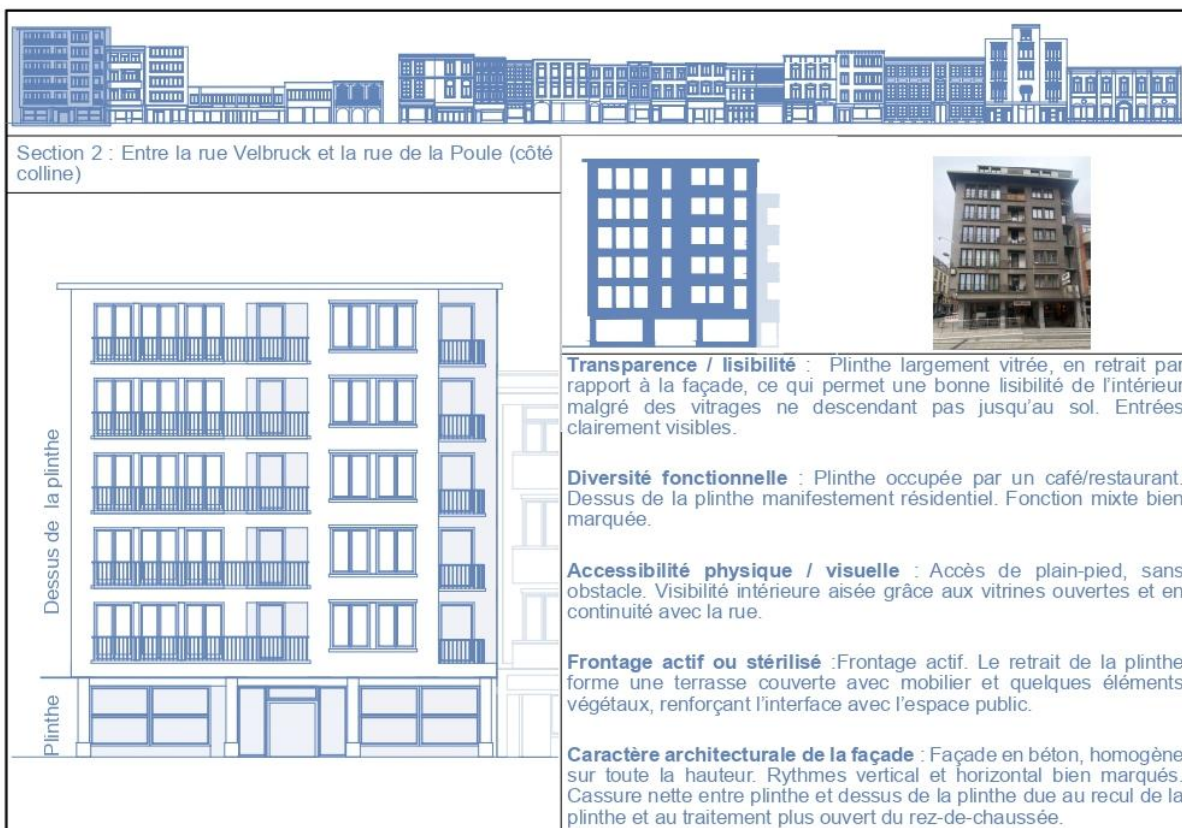 Section 2 : Entre la rue Velbruck et la rue de la Poule (côté
colline)
Dessus de la plinthe
Plinthe
Transparence / lisibilité : Plinthe largement vitrée, en retrait par
rapport à la façade, ce qui permet une bonne lisibilité de l'intérieur
malgré des vitrages ne descendant pas jusqu'au sol. Entrées
clairement visibles.
Diversité fonctionnelle : Plinthe occupée par un café/restaurant.
Dessus de la plinthe manifestement résidentiel. Fonction mixte bien
marquée.
Accessibilité physique / visuelle : Accès de plain-pied, sans
obstacle. Visibilité intérieure aisée grâce aux vitrines ouvertes et en
continuité avec la rue.
Frontage actif ou stérilisé :Frontage actif. Le retrait de la plinthe
forme une terrasse couverte avec mobilier et quelques éléments
végétaux, renforçant l'interface avec l'espace public.
Caractère architecturale de la façade : Façade en béton, homogène
sur toute la hauteur. Rythmes vertical et horizontal bien marqués.
Cassure nette entre plinthe et dessus de la plinthe due au recul de la
plinthe et au traitement plus ouvert du rez-de-chaussée.